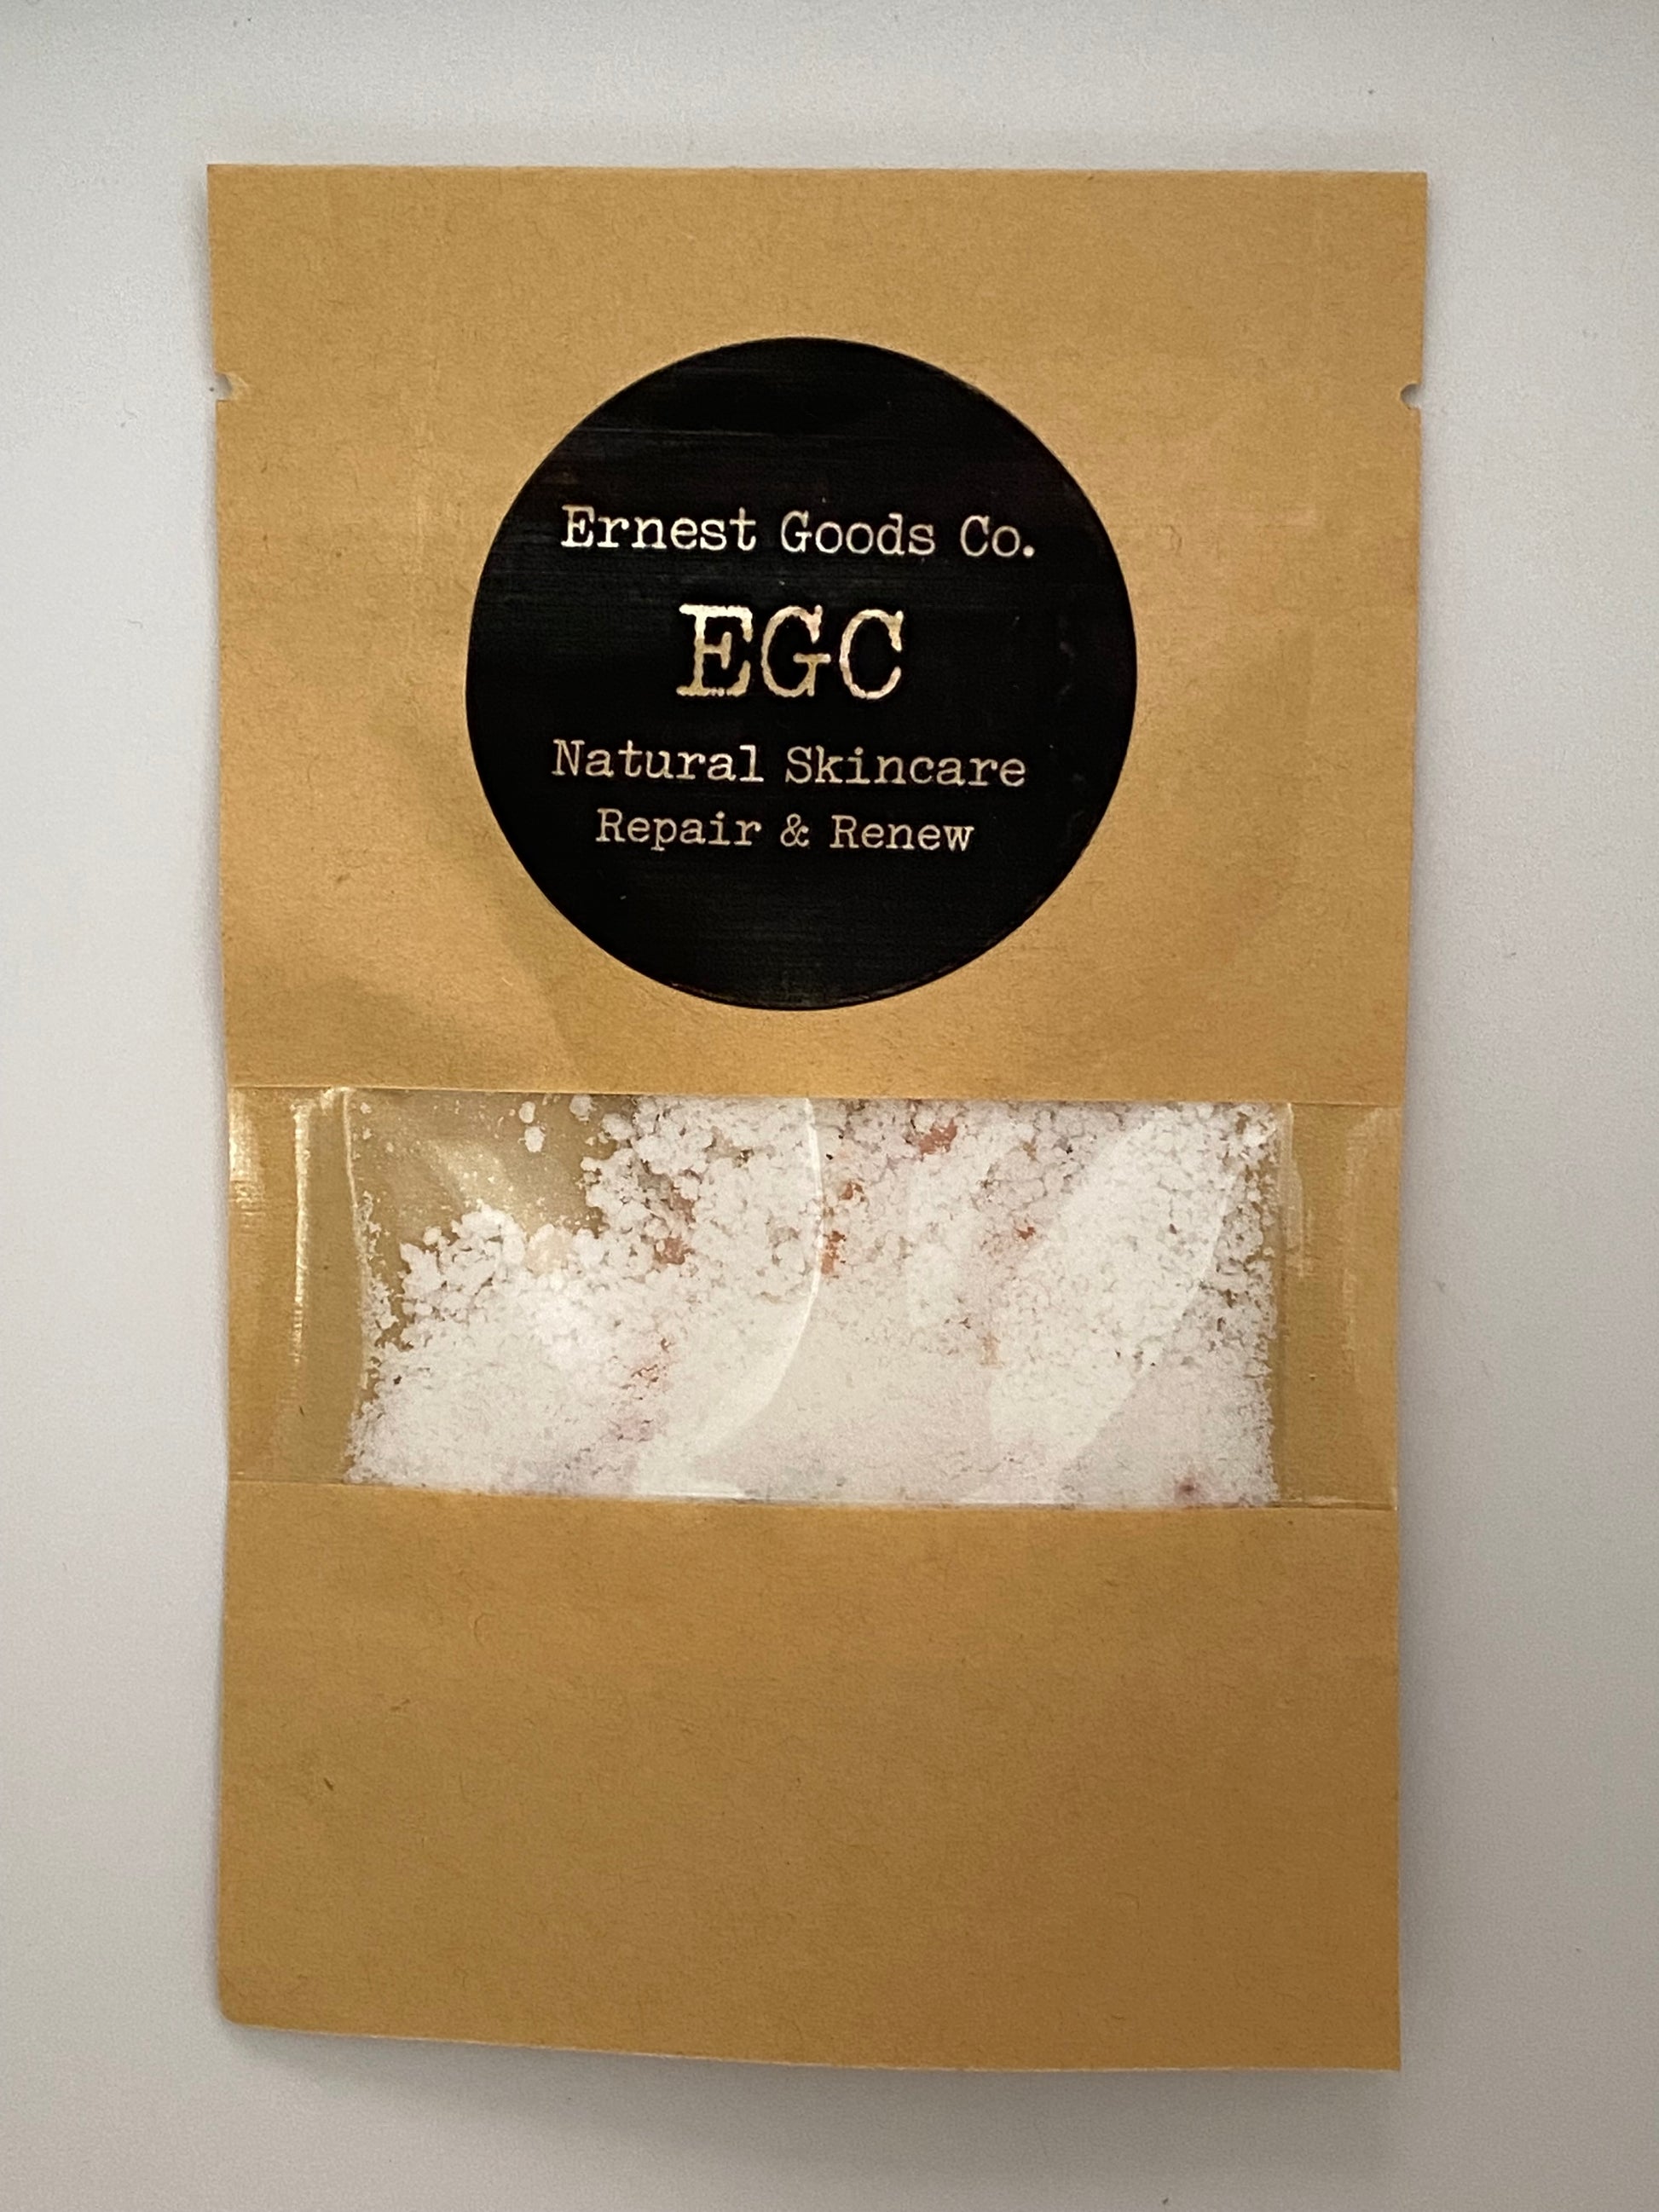 Ernest Goods Co.
EGC
Natural Skincare
Repair & Renew